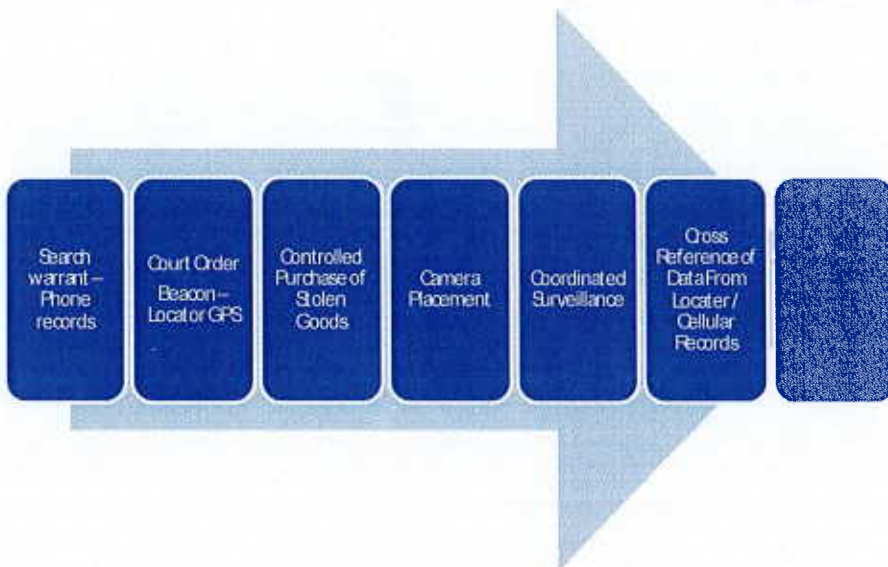 Search
warrant –
Phone
records
Court Order
Beacon –
Locator GPS
Controlled
Purchase of
Stolen
Goods
Camera
Placement
Coordinated
Surveillance
Cross
Reference of
Data From
Locater /
Cellular
Records